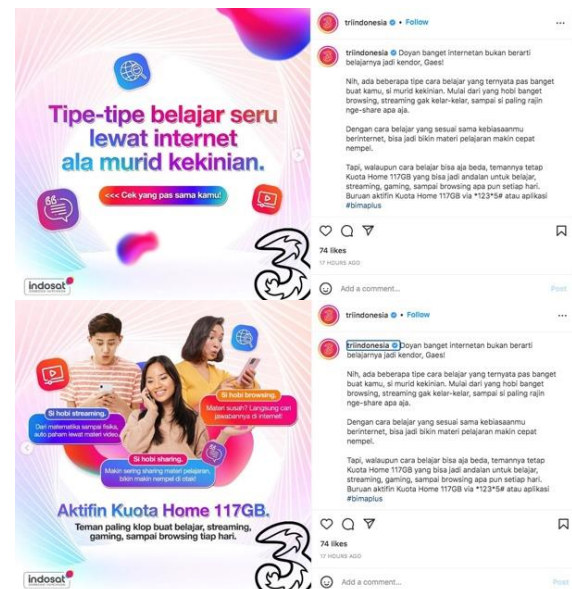 triindonesia • Follow
triindonesia Doyan banget internetan bukan berarti
belajarnya jadi kendor, Gaes!
Nih, ada beberapa tipe cara belajar yang ternyata pas banget
buat kamu, si murid kekinian. Mulai dari yang hobi banget
browsing, streaming gak kelar-kelar, sampai si paling rajin
nge-share apa aja.
Dengan cara belajar yang sesuai sama kebiasaanmu
berinternet, bisa jadi bikin materi pelajaran makin cepat
nempel.
Tapi, walaupun cara belajar bisa aja beda, temannya tetap
Kuota Home 117GB yang bisa jadi andalan untuk belajar,
streaming, gaming, sampai browsing apa pun setiap hari.
Buruan aktifin Kuota Home 117GB via *123*5# atau aplikasi
#bimaplus
74 likes
17 HOURS AGO
Add a comment...
Post
Tipe-tipe belajar seru
lewat internet
ala murid kekinian.
<<< Cek yang pas sama kamu!
3
indosat
triindonesia • Follow
triindonesia Doyan banget internetan bukan berarti
belajarnya jadi kendor, Gaes!
Nih, ada beberapa tipe cara belajar yang ternyata pas banget
buat kamu, si murid kekinian. Mulai dari yang hobi banget
browsing, streaming gak kelar-kelar, sampai si paling rajin
nge-share apa aja.
Dengan cara belajar yang sesuai sama kebiasaanmu
berinternet, bisa jadi bikin materi pelajaran makin cepat
nempel.
Tapi, walaupun cara belajar bisa aja beda, temannya tetap
Kuota Home 117GB yang bisa jadi andalan untuk belajar,
streaming, gaming, sampai browsing apa pun setiap hari.
Buruan aktifin Kuota Home 117GB via *123*5# atau aplikasi
#bimaplus
74 likes
17 HOURS AGO
Add a comment...
Post
Si hobi browsing.
Materi susah? Langsung cari
jawabannya di internet!
Si hobi streaming.
Dari matematika sampai fisika,
auto paham lewat materi video.
Si hobi sharing.
Makin sering sharing materi pelajaran,
bikin makin nempel di otak!
Aktifin Kuota Home 117GB.
Teman paling klop buat belajar, streaming,
gaming, sampai browsing tiap hari.
3
indosat